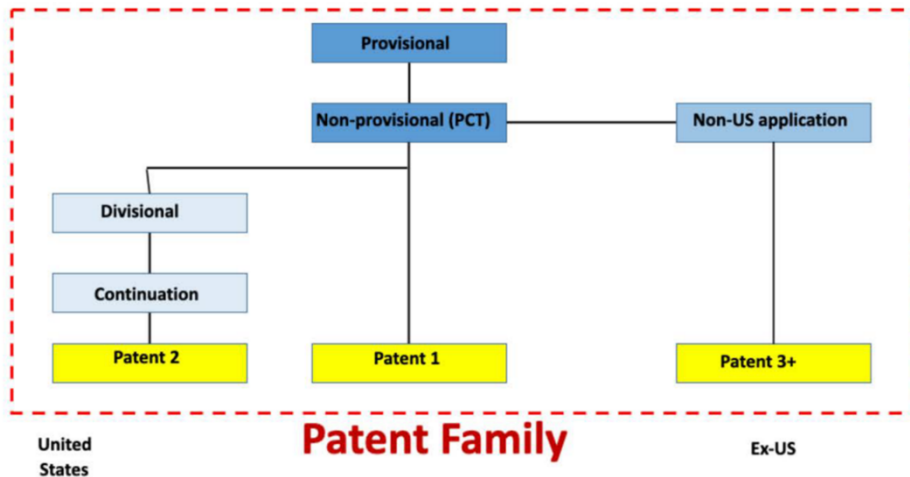 Provisional
Non-provisional (PCT)
Non-US application
Divisional
Continuation
Patent 2
Patent 1
Patent 3+
United
States
Patent Family
Ex-US